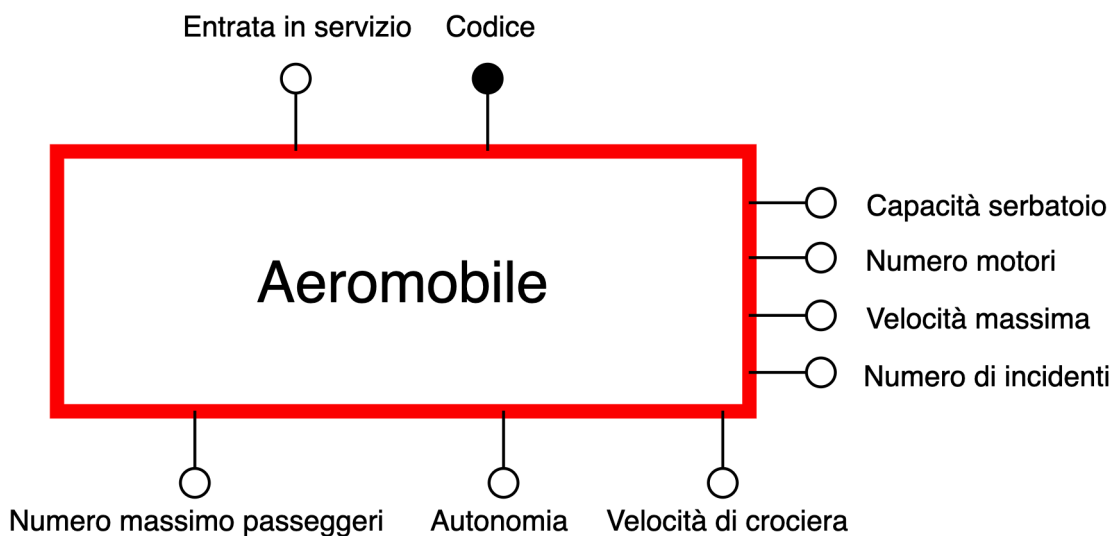 Entrata in servizio
Codice
Aeromobile
Capacità serbatoio
Numero motori
Velocità massima
Numero di incidenti
Numero massimo passeggeri
Autonomia
Velocità di crociera